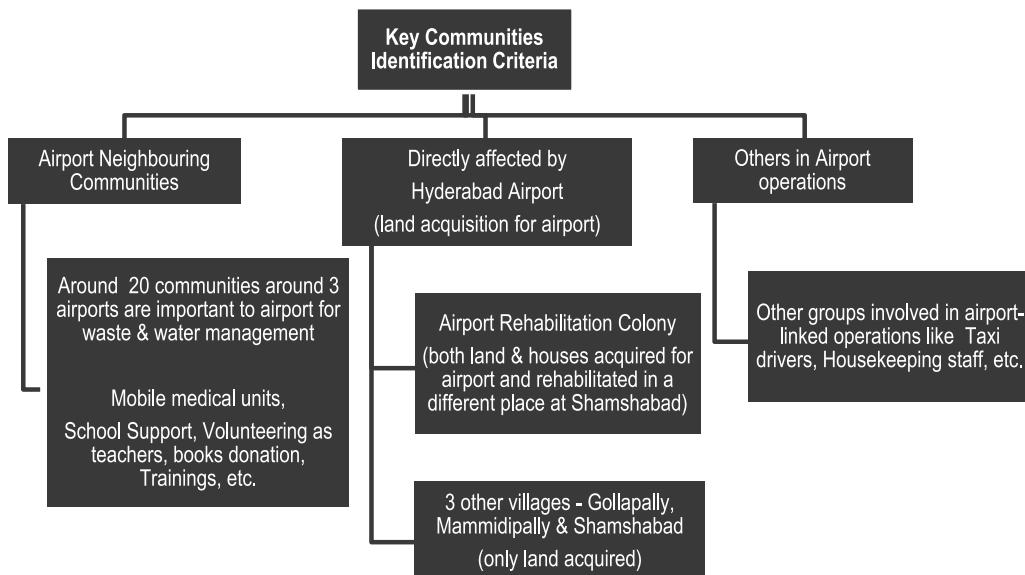 Key Communities
Identification Criteria
Airport Neighbouring
Communities
Around 20 communities around 3
airports are important to airport for
waste & water management
Mobile medical units,
School Support, Volunteering as
teachers, books donation,
Trainings, etc.
Directly affected by
Hyderabad Airport
(land acquisition for airport)
Airport Rehabilitation Colony
(both land & houses acquired for
airport and rehabilitated in a
different place at Shamshabad)
3 other villages - Gollapally,
Mammidipally & Shamshabad
(only land acquired)
Others in Airport
operations
Other groups involved in airport-
linked operations like Taxi
drivers, Housekeeping staff, etc.